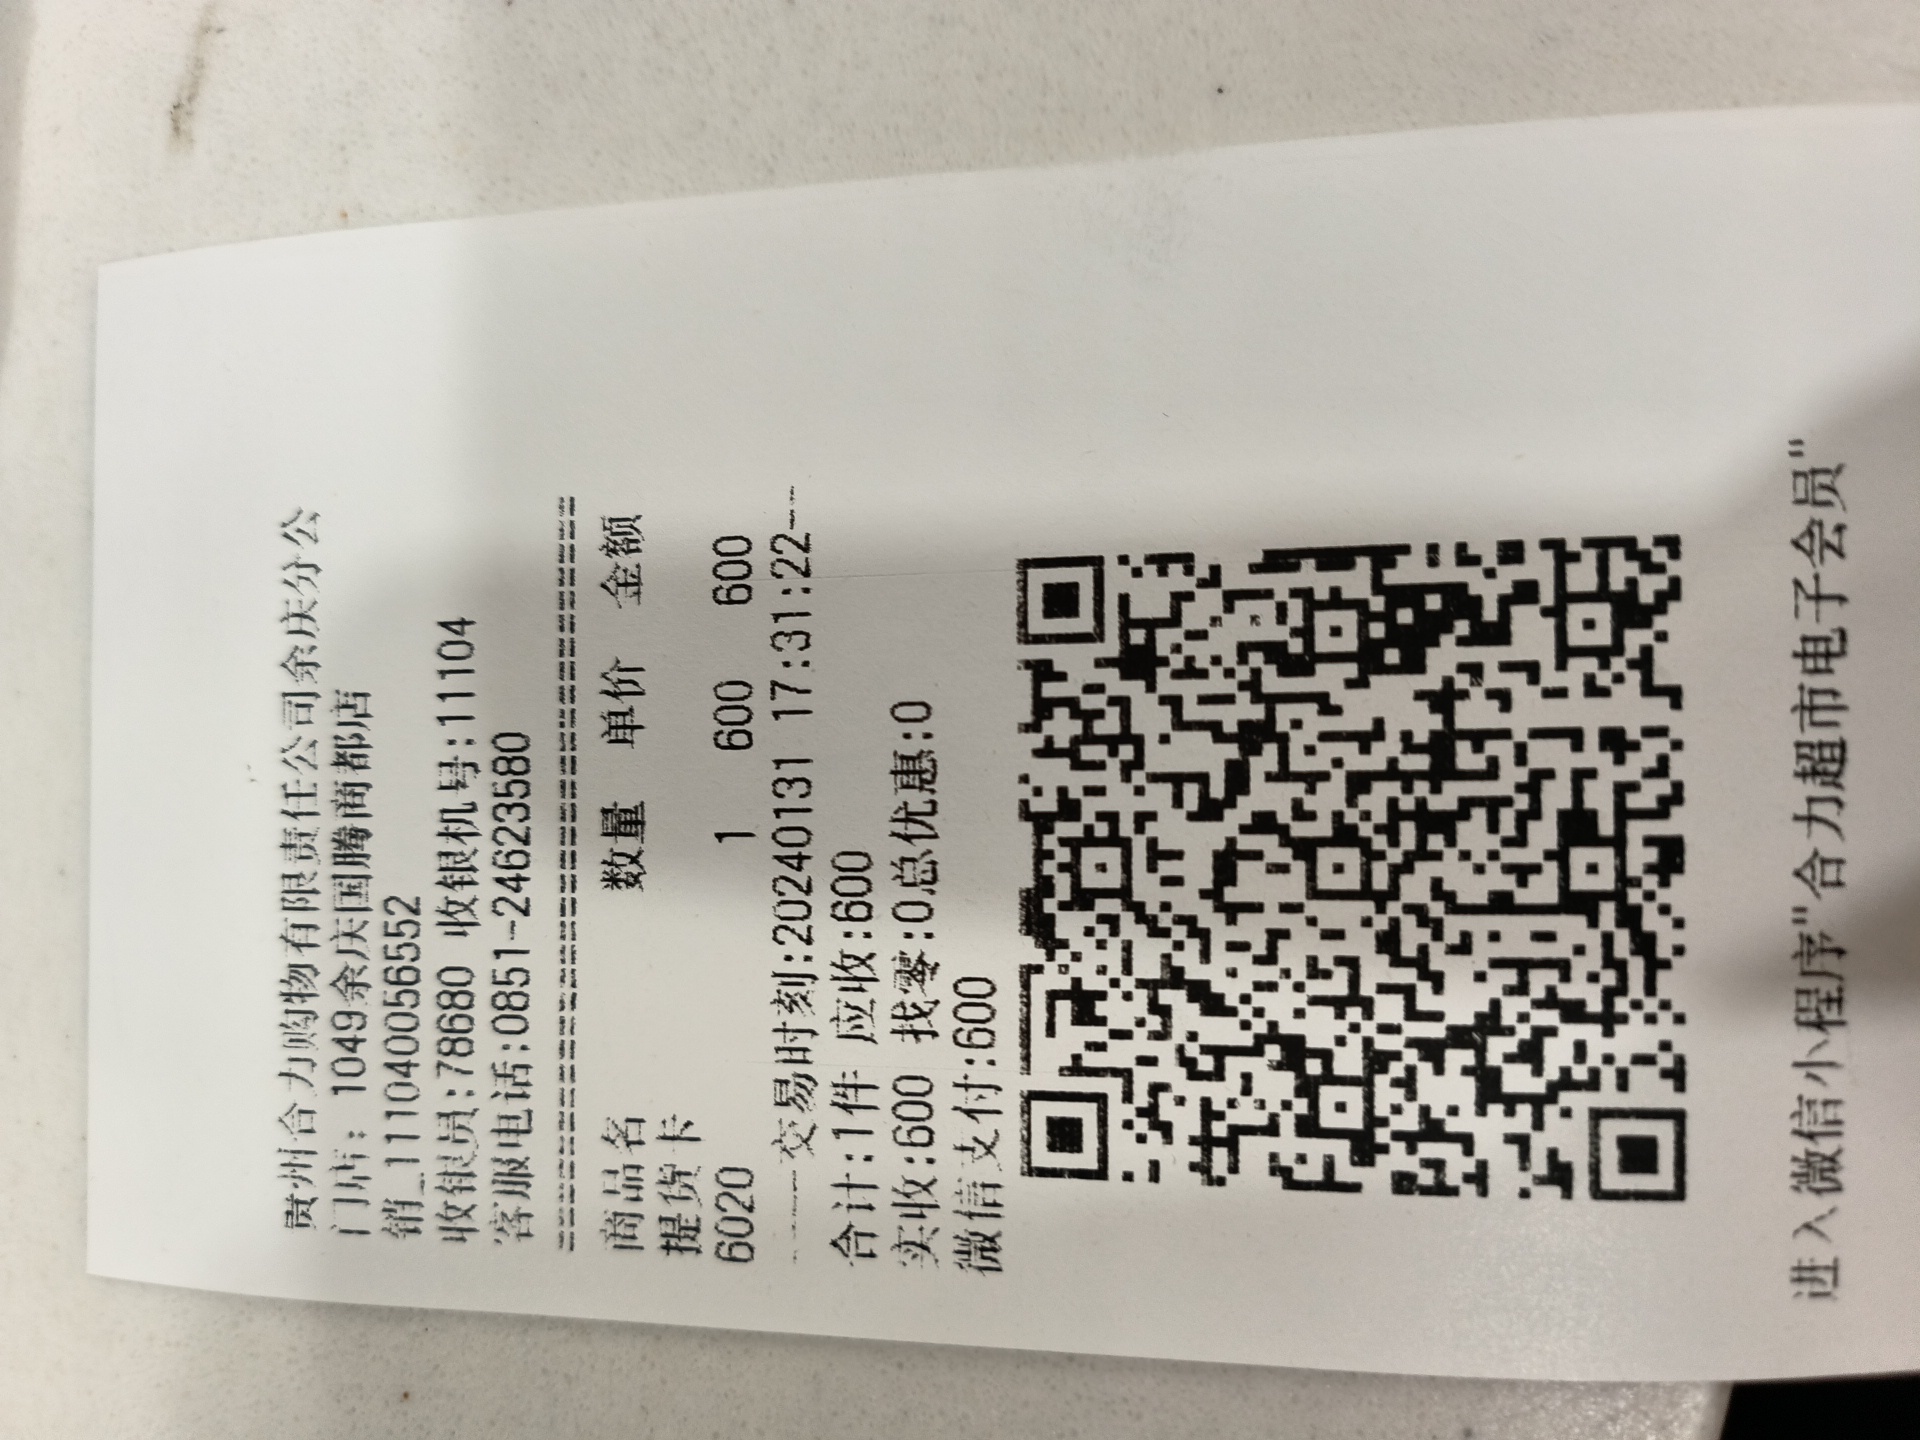 贵州合力购物有限责任公司余庆分公
门店: 1049余庆国腾商都店
销_111040056552
收银员:788680 收银机号:11104
客服电话:0851-24623580
================================
商品名 数量 单价 金额
提货卡
6020 1 600 600
----交易时刻:20240131 17:31:22--
合计:1件 应收:600
实收:600 找零:0总优惠:0
微信支付:600
进入微信小程序"合力超市电子会员"